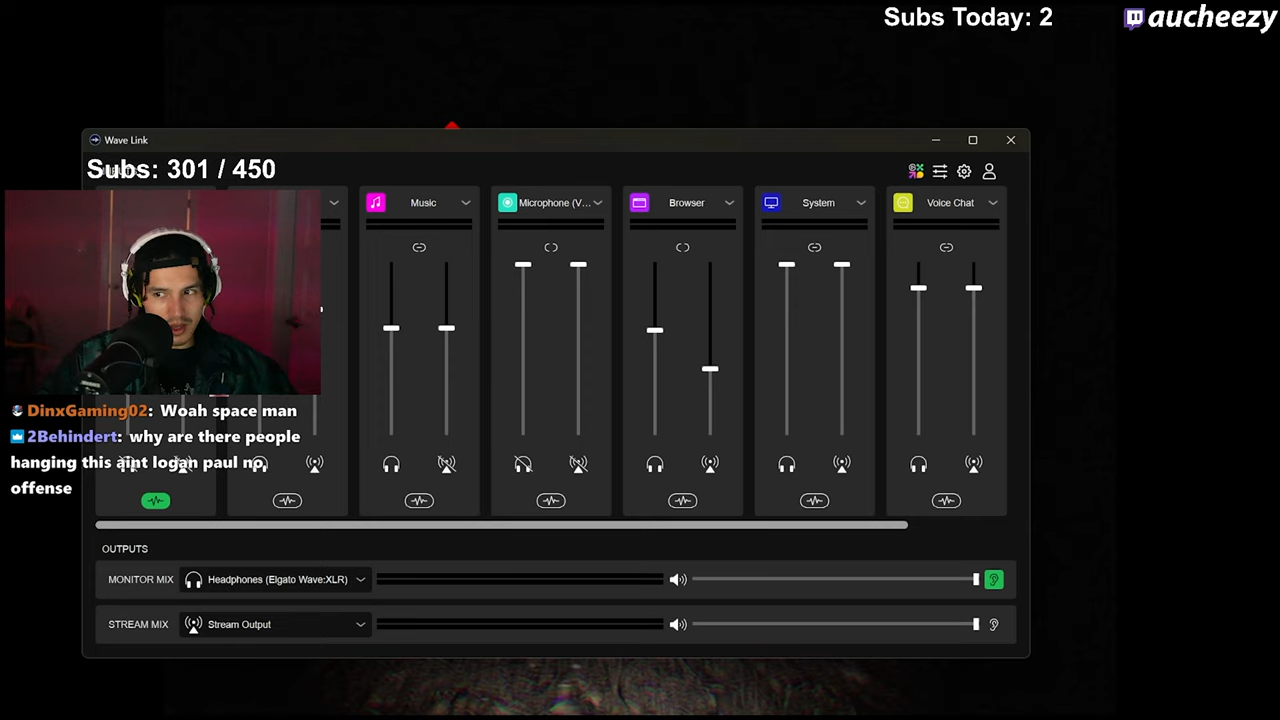 Subs Today: 2
aucheezy
Wave Link
Subs: 301 / 450
Music
Microphone (V...
Browser
System
Voice Chat
DinxGaming02: Woah space man
2Behindert: why are there people
hanging this aint logan paul no,
offense
OUTPUTS
MONITOR MIX
Headphones (Elgato Wave:XLR)
STREAM MIX
Stream Output